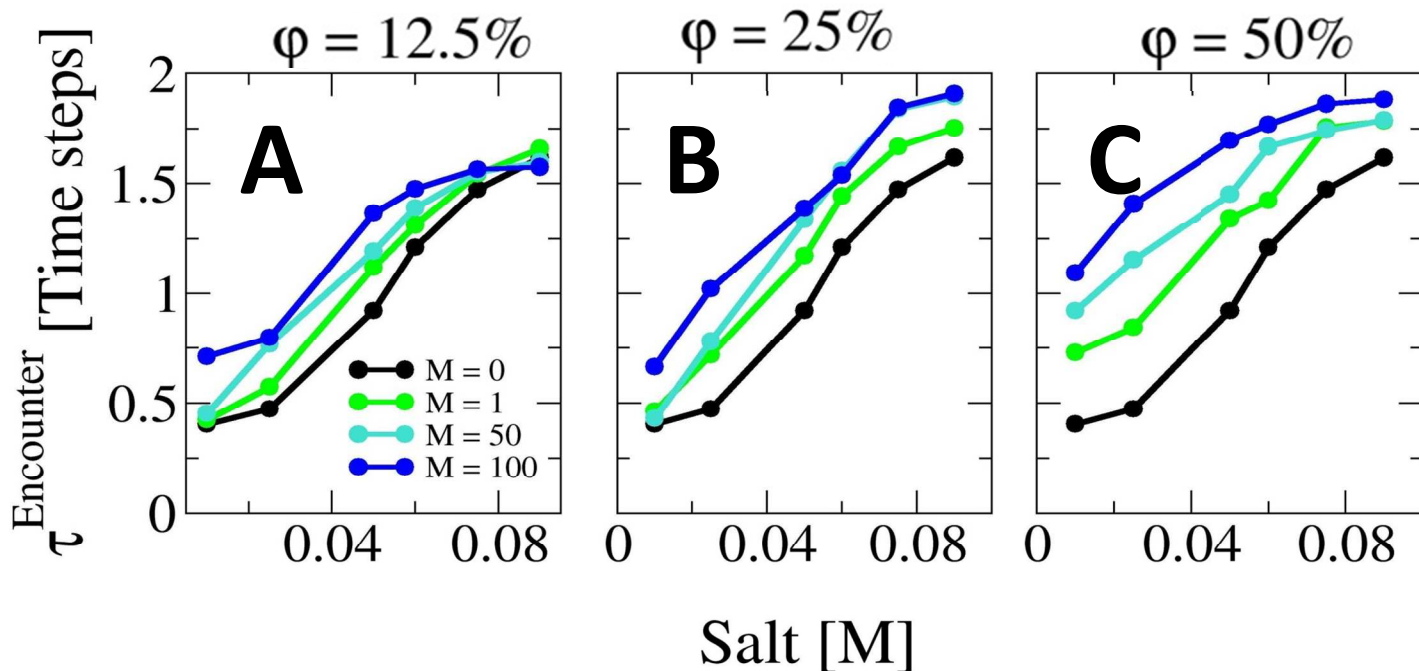 φ = 12.5% φ = 25% φ = 50%
A B C
τ^Encounter [Time steps]
2
1.5
1
0.5
0
M = 0
M = 1
M = 50
M = 100
0.04 0.08 0 0.04 0.08 0 0.04 0.08
Salt [M]